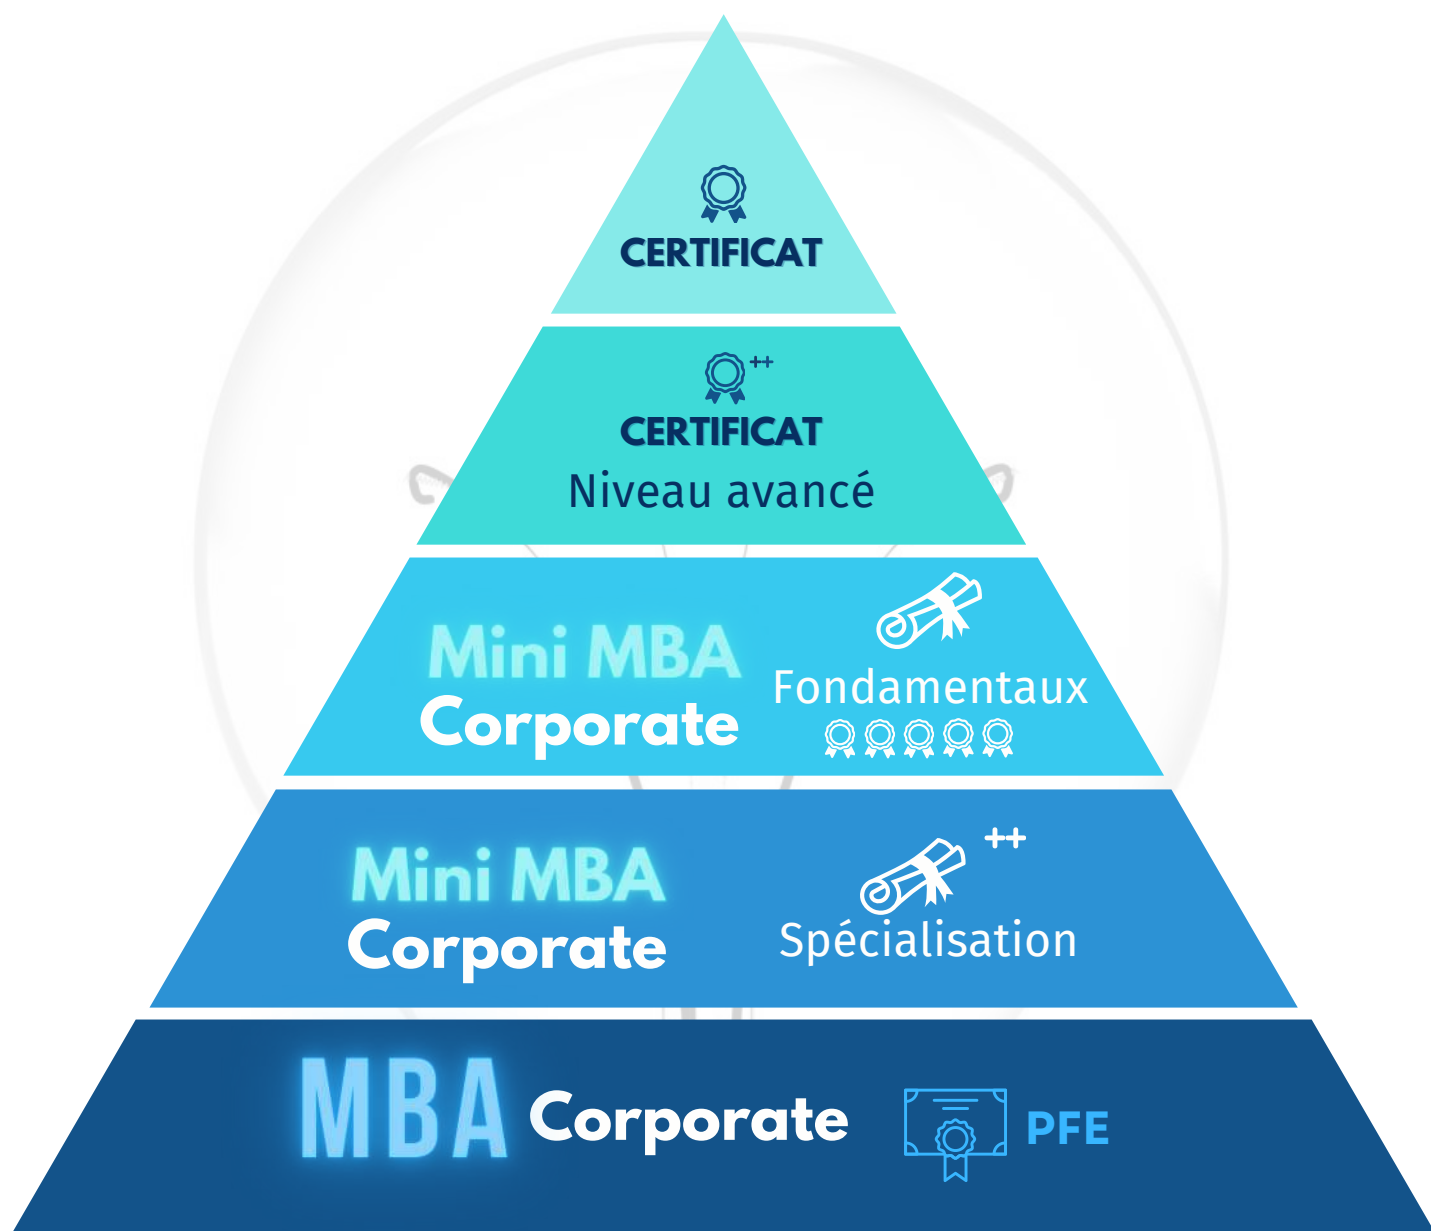 CERTIFICAT
++
CERTIFICAT
Niveau avancé
Mini MBA
Corporate
Fondamentaux
++
Mini MBA
Corporate
Spécialisation
MBA Corporate
PFE